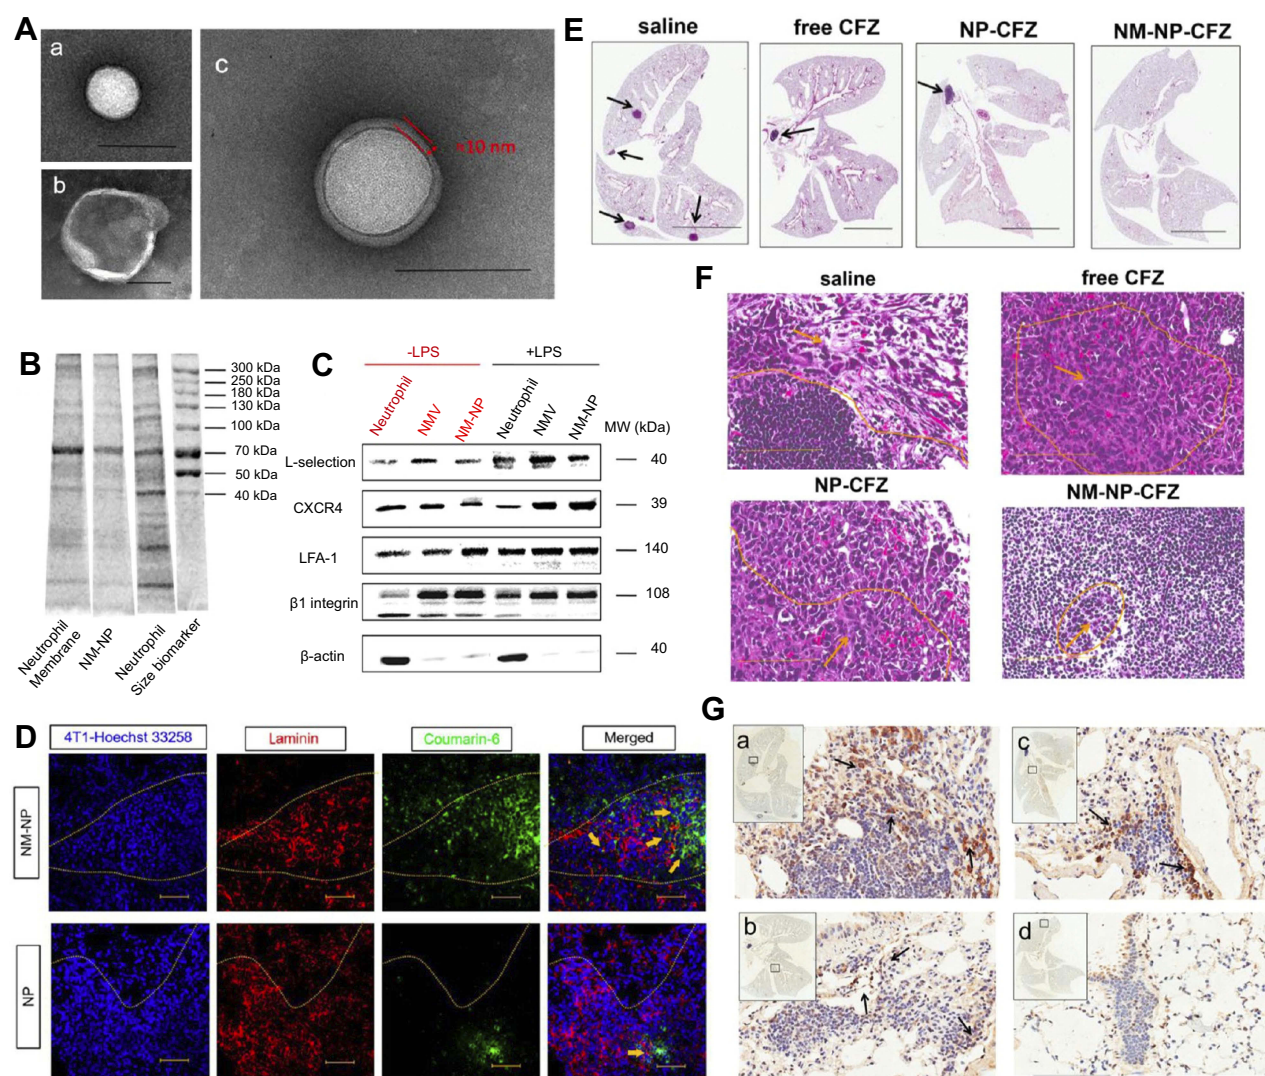 A
a
b
c
≈10 nm
B
300 kDa
250 kDa
180 kDa
130 kDa
100 kDa
70 kDa
50 kDa
40 kDa
Neutrophil Membrane
NM-NP
Neutrophil
Size biomarker
C
-LPS
+LPS
Neutrophil
NMV
NM-NP
Neutrophil
NMV
NM-NP
MW (kDa)
L-selection
40
CXCR4
39
LFA-1
140
β1 integrin
108
β-actin
40
D
4T1-Hoechst 33258
Laminin
Coumarin-6
Merged
NM-NP
NP
E
saline
free CFZ
NP-CFZ
NM-NP-CFZ
F
saline
free CFZ
NP-CFZ
NM-NP-CFZ
G
a
c
b
d